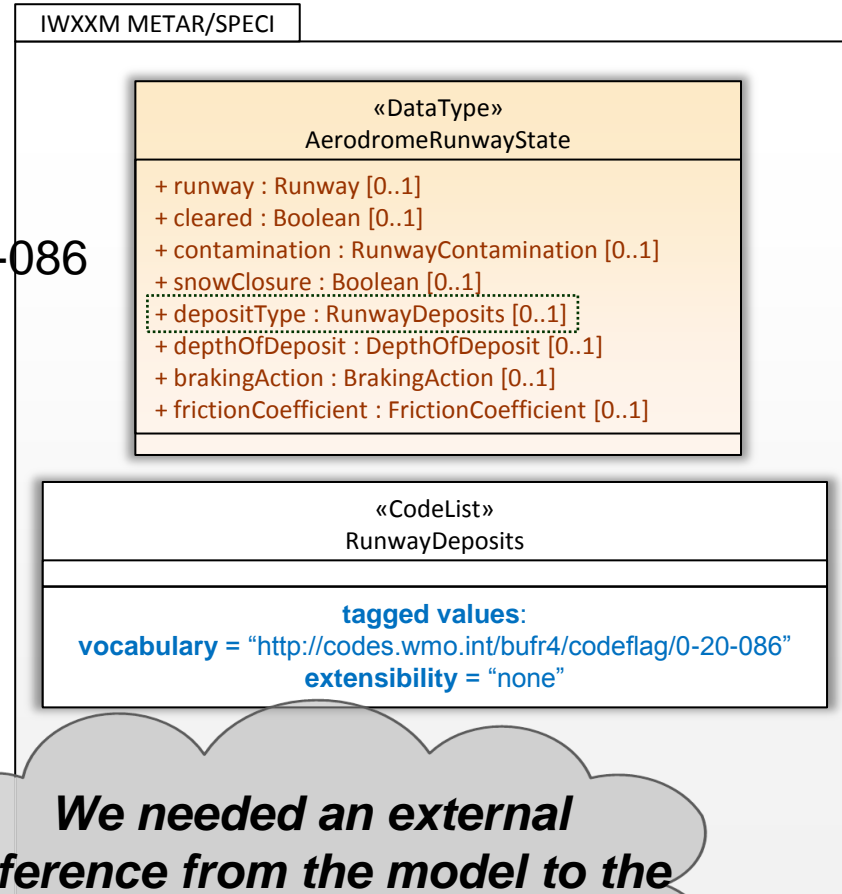 IWXXM METAR/SPECI
«DataType»
AerodromeRunwayState
+ runway : Runway [0..1]
+ cleared : Boolean [0..1]
+ contamination : RunwayContamination [0..1]
+ snowClosure : Boolean [0..1]
+ depositType : RunwayDeposits [0..1]
+ depthOfDeposit : DepthOfDeposit [0..1]
+ brakingAction : BrakingAction [0..1]
+ frictionCoefficient : FrictionCoefficient [0..1]
-086
«CodeList»
RunwayDeposits
tagged values:
vocabulary = “http://codes.wmo.int/bufr4/codeflag/0-20-086”
extensibility = “none”
We needed an external
ference from the model to the